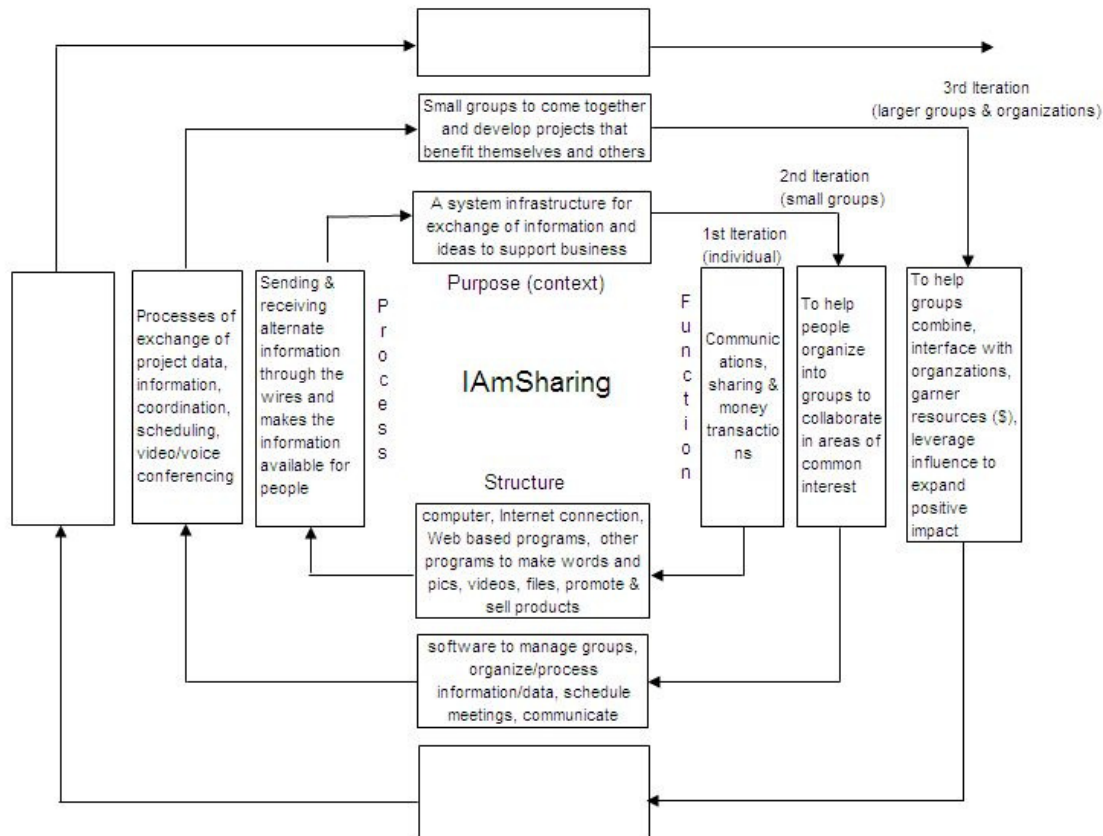 Small groups to come together
and develop projects that
benefit themselves and others
3rd Iteration
(larger groups & organizations)
A system infrastructure for
exchange of information and
ideas to support business
2nd Iteration
(small groups)
1st Iteration
(individual)
Purpose (context)
Processes of
exchange of
project data,
information,
coordination,
scheduling,
video/voice
conferencing
Sending &
receiving
alternate
information
through the
wires and
makes the
information
available for
people
Process
IAmSharing
Function
Communic
ations,
sharing &
money
transactio
ns
To help
people
organize
into
groups to
collaborate
in areas of
common
interest
To help
groups
combine,
interface with
organzations,
garner
resources ($),
leverage
influence to
expand
positive
impact
Structure
computer, Internet connection,
Web based programs, other
programs to make words and
pics, videos, files, promote &
sell products
software to manage groups,
organize/process
information/data, schedule
meetings, communicate